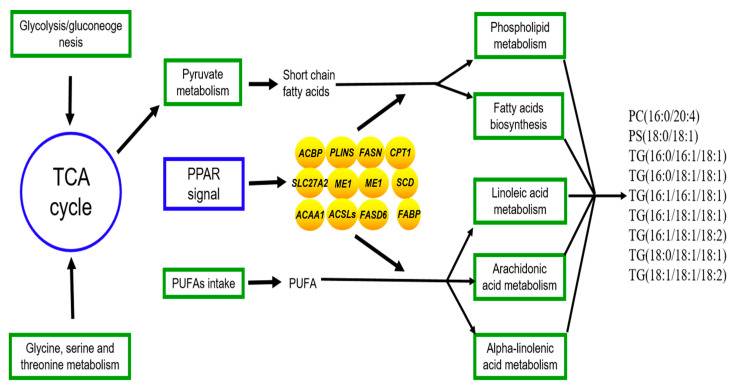 Glycolysis/gluconeoge
nesis
TCA
cycle
Glycine, serine and
threonine metabolism
Pyruvate
metabolism
Short chain
fatty acids
PPAR
signal
ACBP PLINS FASN CPT1
SLC27A2 ME1 ME1 SCD
ACAA1 ACSLs FASD6 FABP
PUFAs intake
PUFA
Phospholipid
metabolism
Fatty acids
biosynthesis
Linoleic acid
metabolism
Arachidonic
acid metabolism
Alpha-linolenic
acid metabolism
PC(16:0/20:4)
PS(18:0/18:1)
TG(16:0/16:1/18:1)
TG(16:0/18:1/18:1)
TG(16:1/16:1/18:1)
TG(16:1/18:1/18:1)
TG(16:1/18:1/18:2)
TG(18:0/18:1/18:1)
TG(18:1/18:1/18:2)